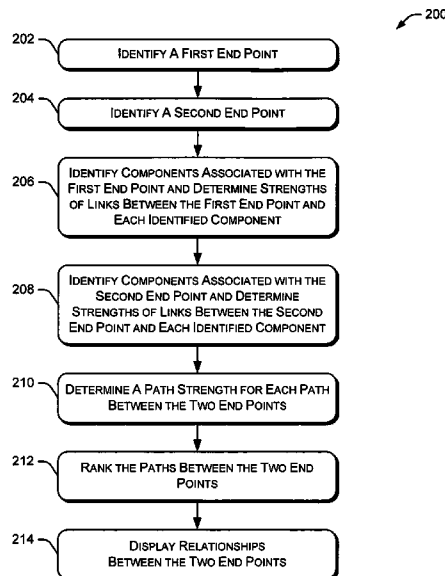 200
202
IDENTIFY A FIRST END POINT
204
IDENTIFY A SECOND END POINT
206
IDENTIFY COMPONENTS ASSOCIATED WITH THE
FIRST END POINT AND DETERMINE STRENGTHS
OF LINKS BETWEEN THE FIRST END POINT AND
EACH IDENTIFIED COMPONENT
208
IDENTIFY COMPONENTS ASSOCIATED WITH THE
SECOND END POINT AND DETERMINE
STRENGTHS OF LINKS BETWEEN THE SECOND
END POINT AND EACH IDENTIFIED COMPONENT
210
DETERMINE A PATH STRENGTH FOR EACH PATH
BETWEEN THE TWO END POINTS
212
RANK THE PATHS BETWEEN THE TWO END
POINTS
214
DISPLAY RELATIONSHIPS
BETWEEN THE TWO END POINTS